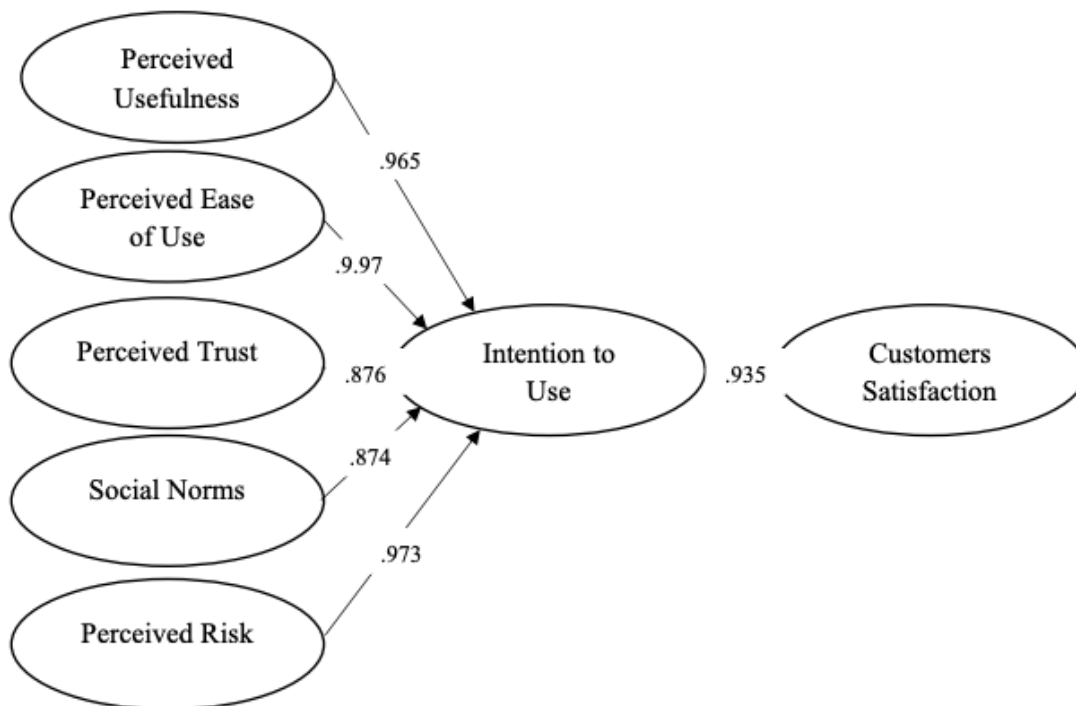 Perceived
Usefulness
.965
Perceived Ease
of Use
.9.97
Perceived Trust
.876
Intention to
Use
.935
Customers
Satisfaction
Social Norms
.874
.973
Perceived Risk